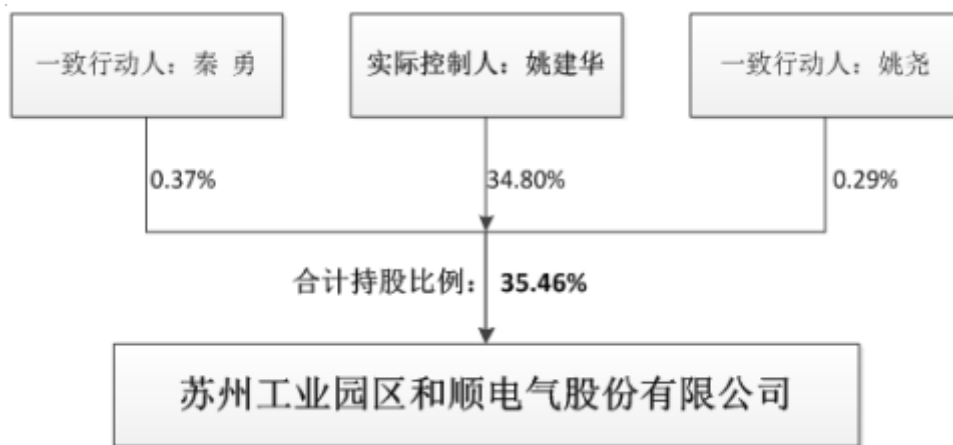 一致行动人：秦 勇
实际控制人：姚建华
一致行动人：姚尧
0.37%
34.80%
0.29%
合计持股比例： 35.46%
苏州工业园区和顺电气股份有限公司